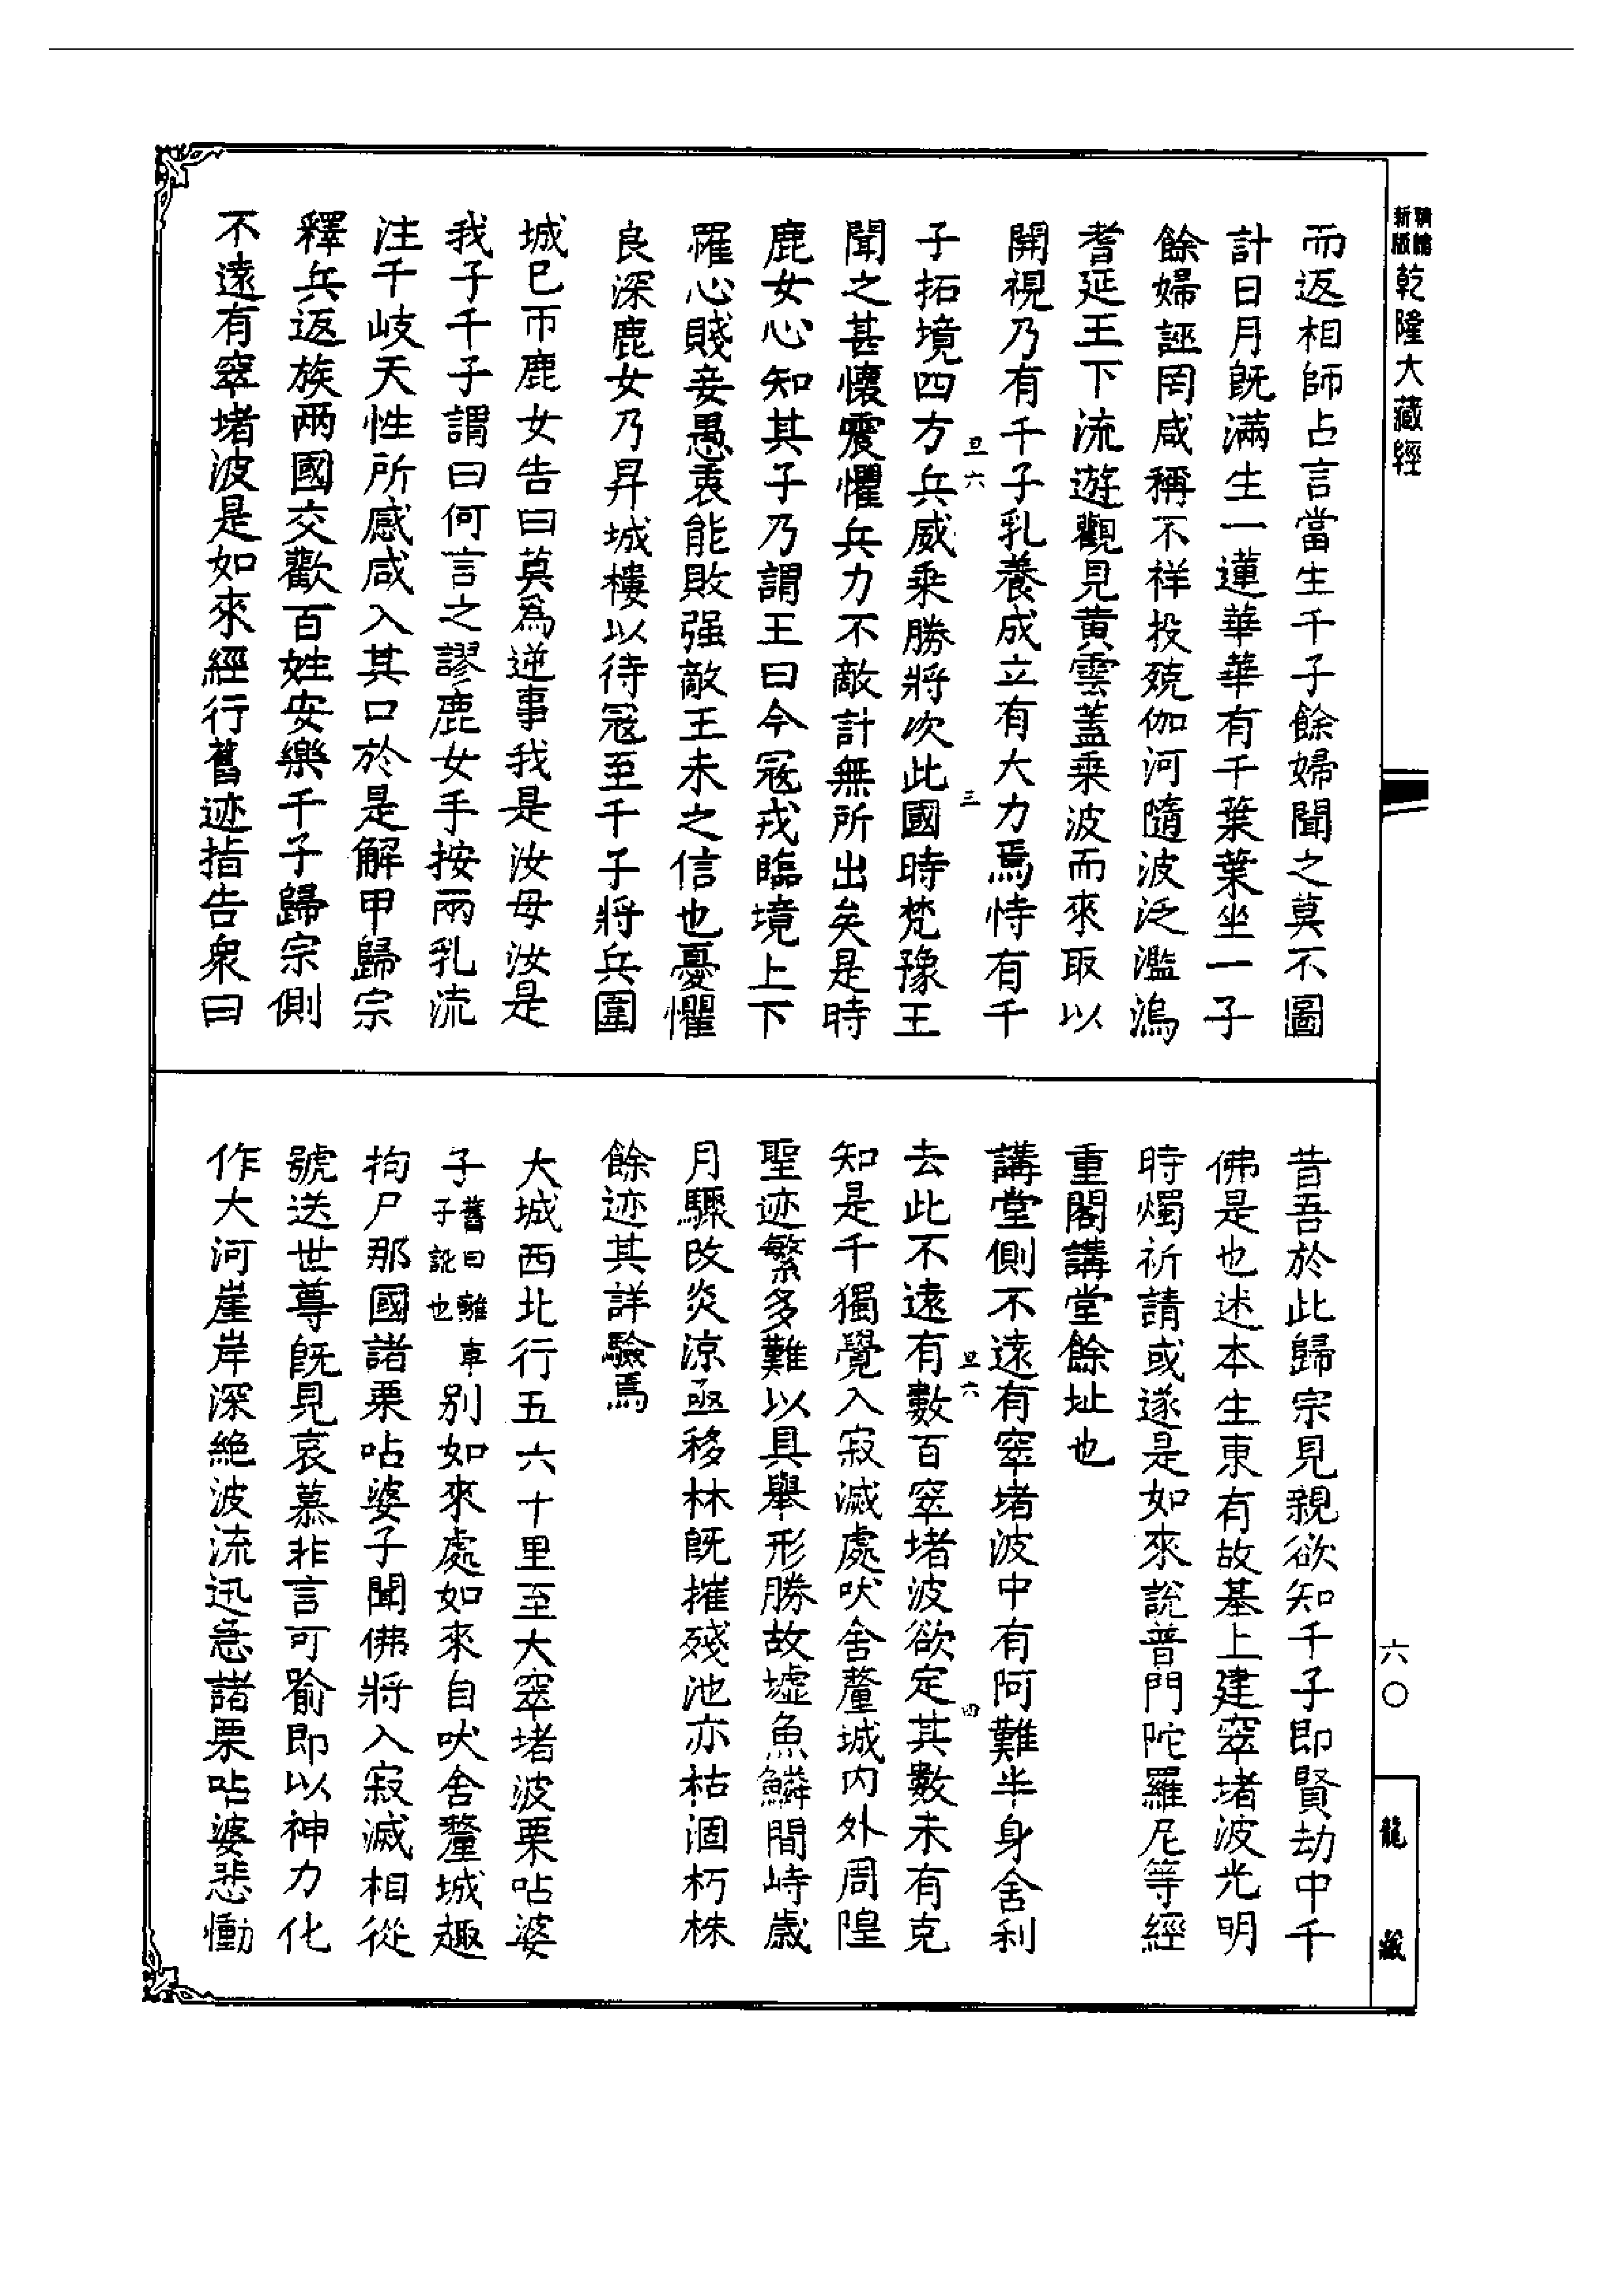 新版 乾隆大藏經
而返相師占言當生千子餘婦聞之莫不圖
計日月旣滿生一蓮華華有千葉葉坐一子
餘婦誣罔咸稱不祥投殑伽河隨波泛濫鄔
耆延王下流遊觀見黄雲蓋乗波而來取以
開視乃有千子乳養成立有大力焉恃有千
子拓境四方兵威乘勝將次此國時梵豫王
聞之甚懷震懼兵力不敵計無所出矣是時
鹿女心知其子乃謂王曰今冦戎臨境上下
離心賤妾愚衷能敗强敵王未之信也憂懼
良深鹿女乃昇城樓以待冦至千子將兵圍
城已帀鹿女告曰莫爲逆事我是汝母汝是
我子千子謂曰何言之謬鹿女手按兩乳流
注千岐天性所感咸入其口於是解甲歸宗
釋兵返族兩國交歡百姓安樂千子歸宗側
不遠有窣堵波是如來經行舊迹指告衆曰
旦六
三
昔吾於此歸宗見親欲知千子即賢劫中千
佛是也述本生東有故基上建窣堵波光明
時燭祈請或遂是如來說普門陀羅尼等經
重閣講堂餘址也
講堂側不遠有窣堵波中有阿難半身舍利
去此不遠有數百窣堵波欲定其數未有克
知是千獨覺入寂滅處吠舍釐城内外周隍
聖迹繁多難以具舉形勝故墟魚鱗間峙歲
月驟改炎涼亟移林旣摧殘池亦枯涸朽株
餘迹其詳驗焉
大城西北行五六十里至大窣堵波栗呫婆
子舊曰離車子訛也別如來處如來自吠舍釐城趣
拘尸那國諸栗呫婆子聞佛將入寂滅相從
號送世尊旣見哀慕非言可喻即以神力化
作大河崖岸深絶波流迅急諸栗呫婆悲慟
旦六
四
六〇
龍藏